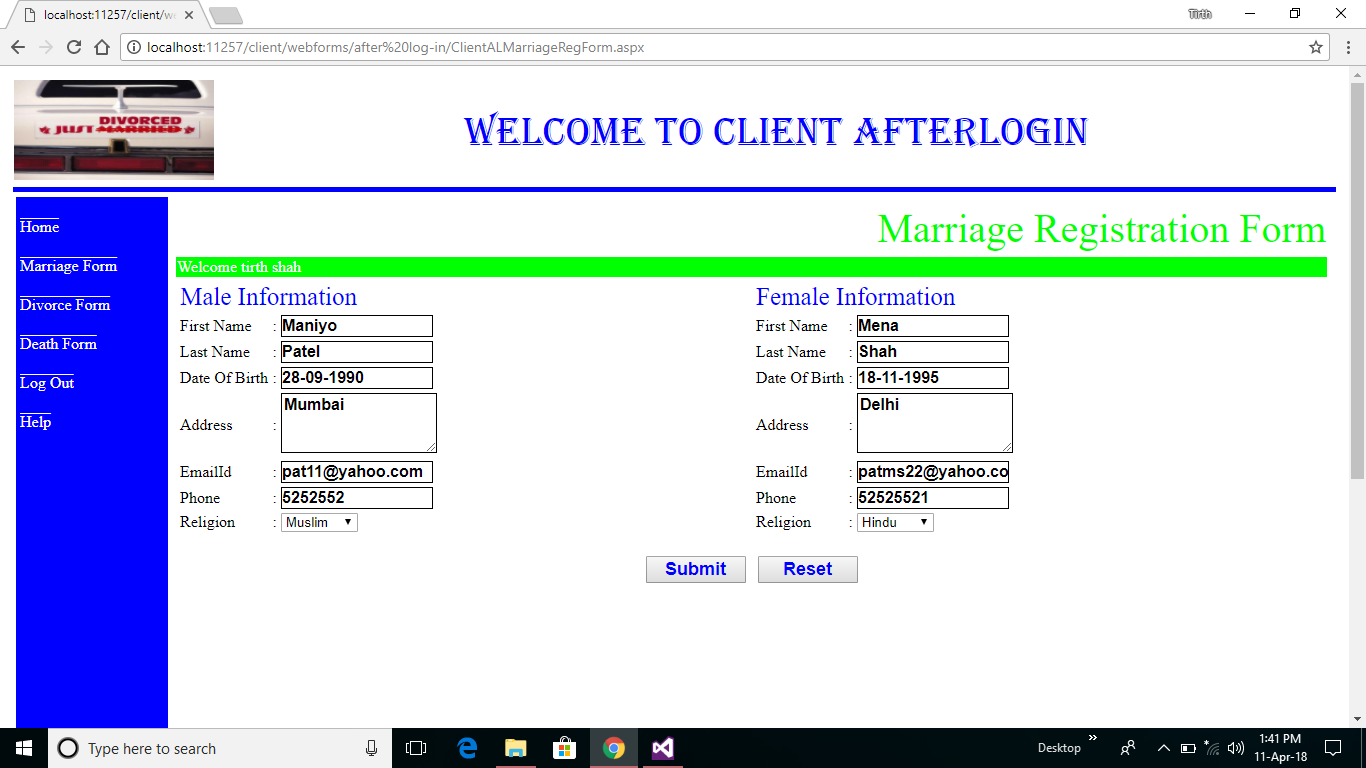 localhost:11257/client/we
Tirth
localhost:11257/client/webforms/after%20log-in/ClientALMarriageRegForm.aspx
DIVORCED
JUST MARRIED
WELCOME TO CLIENT AFTERLOGIN
Home
Marriage Form
Divorce Form
Death Form
Log Out
Help
Marriage Registration Form
Welcome tirth shah
Male Information
First Name : Maniyo
Last Name : Patel
Date Of Birth : 28-09-1990
Address : Mumbai
EmailId : pat11@yahoo.com
Phone : 5252552
Religion : Muslim
Female Information
First Name : Mena
Last Name : Shah
Date Of Birth : 18-11-1995
Address : Delhi
EmailId : patms22@yahoo.co
Phone : 52525521
Religion : Hindu
Submit Reset
Type here to search
Desktop
1:41 PM
11-Apr-18